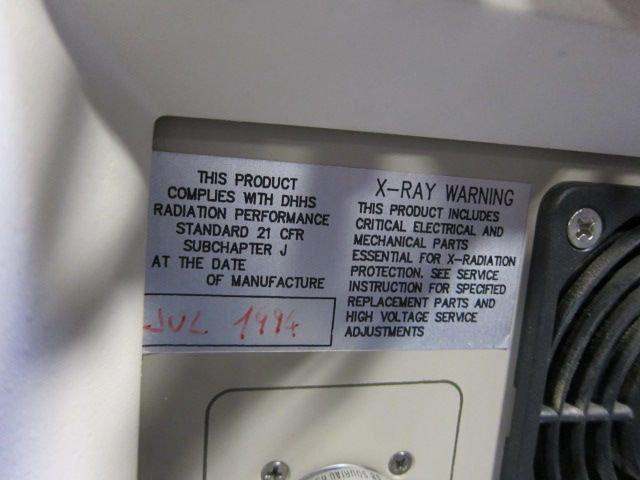 THIS PRODUCT
COMPLIES WITH DHHS
RADIATION PERFORMANCE
STANDARD 21 CFR
SUBCHAPTER J
AT THE DATE
OF MANUFACTURE
JUL 1994
X-RAY WARNING
THIS PRODUCT INCLUDES
CRITICAL ELECTRICAL AND
MECHANICAL PARTS
ESSENTIAL FOR X-RADIATION
PROTECTION. SEE SERVICE
INSTRUCTION FOR SPECIFIED
REPLACEMENT PARTS AND
HIGH VOLTAGE SERVICE
ADJUSTMENTS
SOURIAU